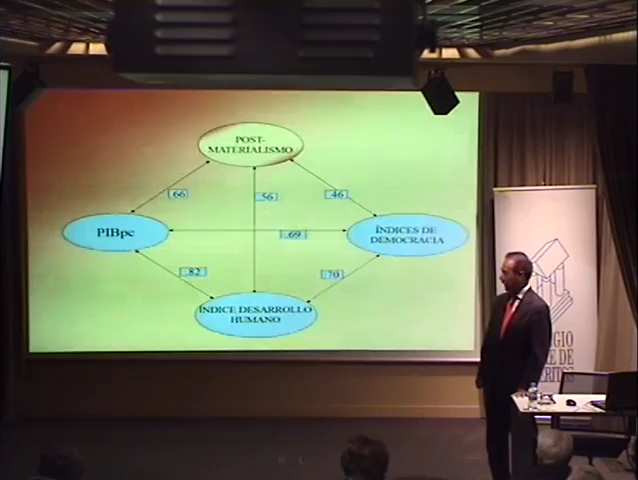 POST-
MATERIALISMO
.66
.56
.46
PIBpc
.69
ÍNDICES DE
DEMOCRACIA
.82
.70
ÍNDICE DESARROLLO
HUMANO